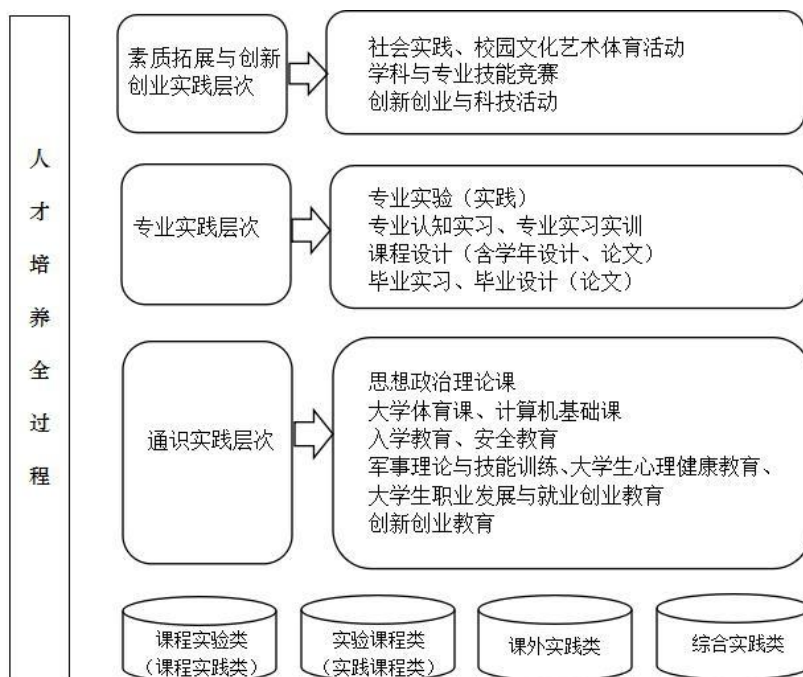 人才培养全过程
素质拓展与创新
创业实践层次
社会实践、校园文化艺术体育活动
学科与专业技能竞赛
创新创业与科技活动
专业实践层次
专业实验（实践）
专业认知实习、专业实习实训
课程设计（含学年设计、论文）
毕业实习、毕业设计（论文）
通识实践层次
思想政治理论课
大学体育课、计算机基础课
入学教育、安全教育
军事理论与技能训练、大学生心理健康教育、
大学生职业发展与就业创业教育
创新创业教育
课程实验类
（课程实践类）
实验课程类
（实践课程类）
课外实践类
综合实践类